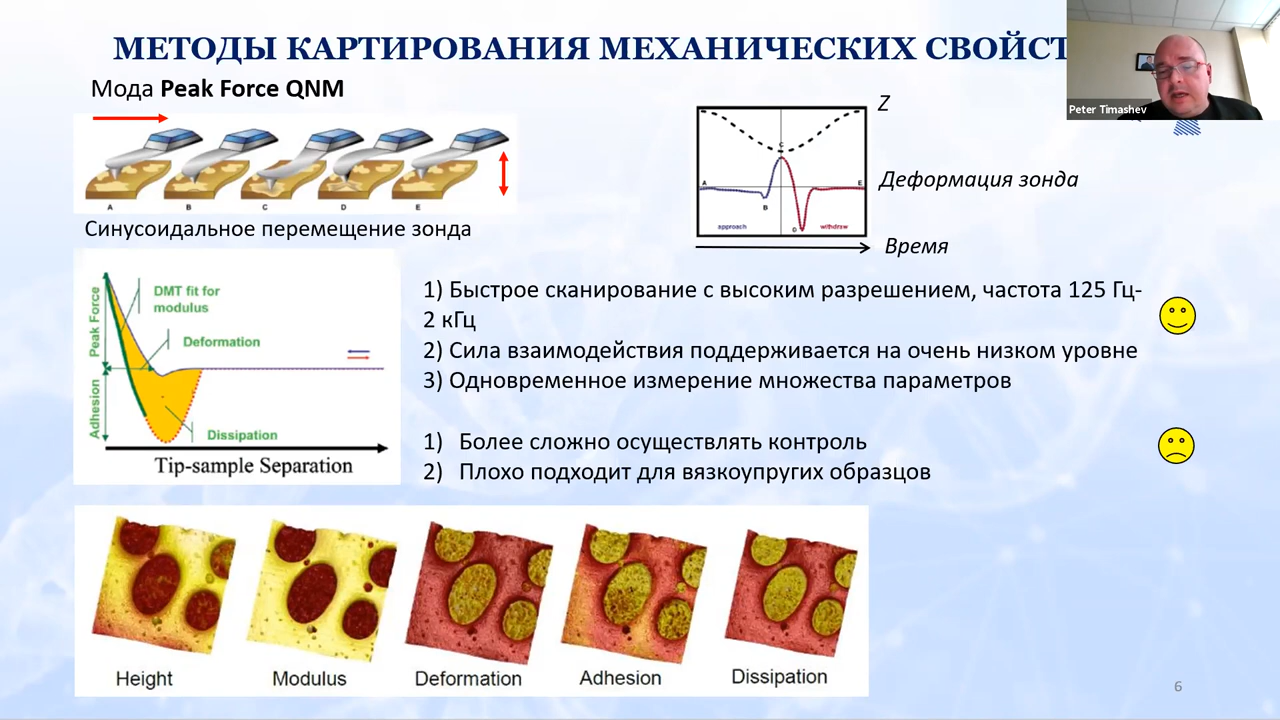 МЕТОДЫ КАРТИРОВАНИЯ МЕХАНИЧЕСКИХ СВОЙСТ
Peter Timashev
Мода Peak Force QNM
A B C D E
Синусоидальное перемещение зонда
Z
C
A E
B
D
approach withdraw
Деформация зонда
Время
Peak Force
Adhesion
DMT fit for
modulus
Deformation
Dissipation
Tip-sample Separation
1) Быстрое сканирование с высоким разрешением, частота 125 Гц-
2 кГц
2) Сила взаимодействия поддерживается на очень низком уровне
3) Одновременное измерение множества параметров
1) Более сложно осуществлять контроль
2) Плохо подходит для вязкоупругих образцов
Height Modulus Deformation Adhesion Dissipation
6